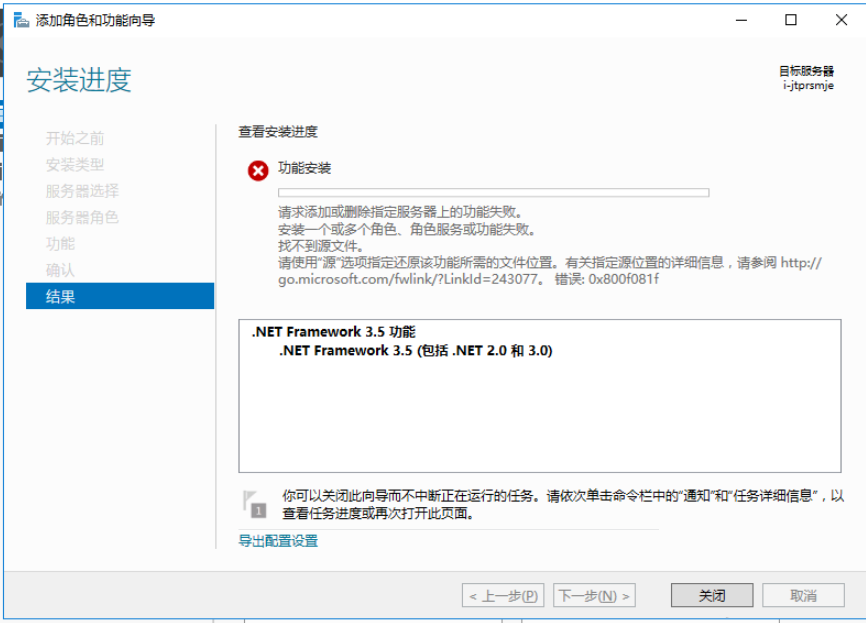 添加角色和功能向导
安装进度
目标服务器
i-jtprsmje
开始之前
安装类型
服务器选择
服务器角色
功能
确认
结果
查看安装进度
功能安装
请求添加或删除指定服务器上的功能失败。
安装一个或多个角色、角色服务或功能失败。
找不到源文件。
请使用“源”选项指定还原该功能所需的文件位置。有关指定源位置的详细信息，请参阅 http://
go.microsoft.com/fwlink/?LinkId=243077。 错误: 0x800f081f
.NET Framework 3.5 功能
.NET Framework 3.5 (包括 .NET 2.0 和 3.0)
1
你可以关闭此向导而不中断正在运行的任务。请依次单击命令栏中的“通知”和“任务详细信息”，以
查看任务进度或再次打开此页面。
导出配置设置
< 上一步(P)
下一步(N) >
关闭
取消